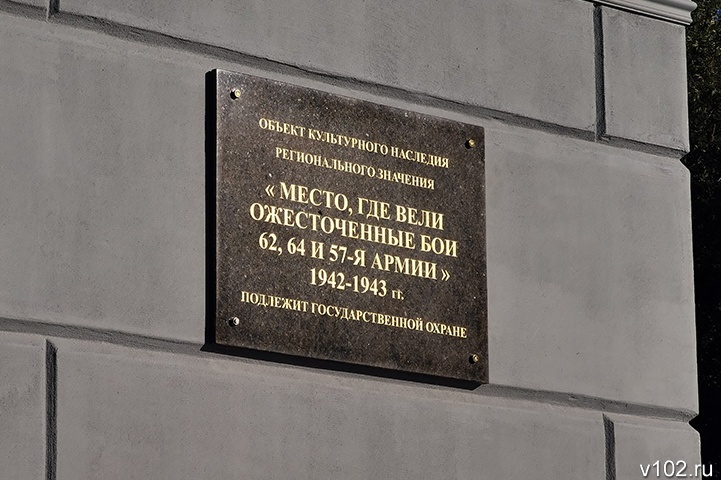 ОБЪЕКТ КУЛЬТУРНОГО НАСЛЕДИЯ
РЕГИОНАЛЬНОГО ЗНАЧЕНИЯ
« МЕСТО, ГДЕ ВЕЛИ
ОЖЕСТОЧЕННЫЕ БОИ
62, 64 И 57-Я АРМИИ »
1942-1943 гг.
ПОДЛЕЖИТ ГОСУДАРСТВЕННОЙ ОХРАНЕ
v102.ru